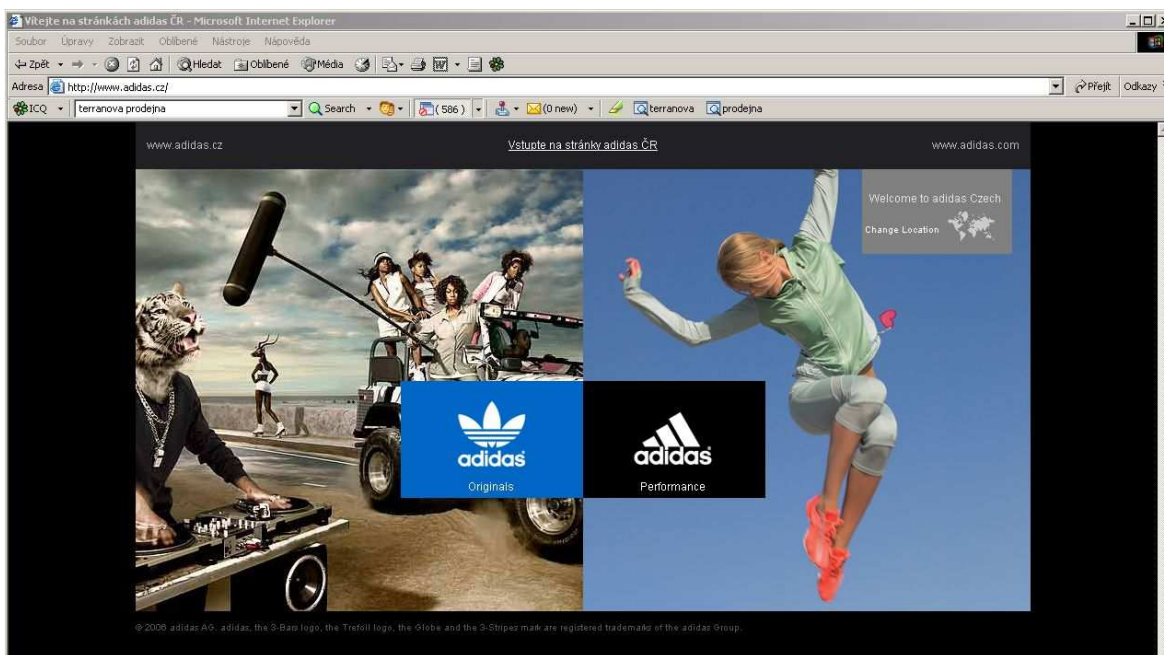 Vítejte na stránkách adidas ČR - Microsoft Internet Explorer
Soubor Úpravy Zobrazit Oblíbené Nástroje Nápověda
Zpět Hledat Oblíbené Média
Adresa http://www.adidas.cz/ Přejít Odkazy
ICQ terranova prodejna Search (586) (0 new) terranova prodejna
www.adidas.cz Vstupte na stránky adidas ČR www.adidas.com
Welcome to adidas Czech
Change Location
adidas adidas
Originals Performance
© 2006 adidas AG. adidas, the 3-Bars logo, the Trefoil logo, the Globe and the 3-Stripes mark are registered trademarks of the adidas Group.